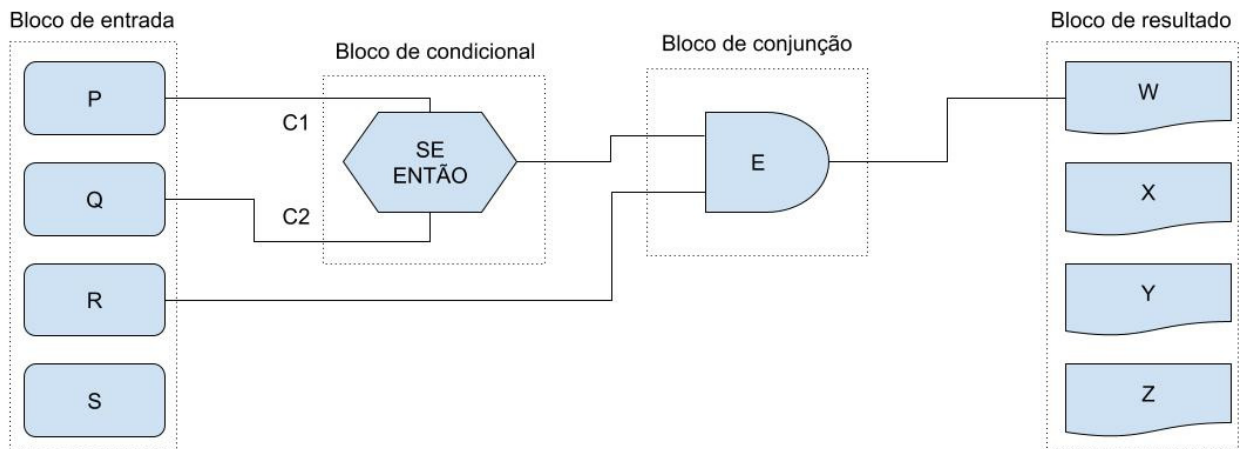 Bloco de entrada
Bloco de resultado
Bloco de condicional
Bloco de conjunção
P
C1
SE
ENTÃO
E
W
Q
C2
X
R
Y
S
Z